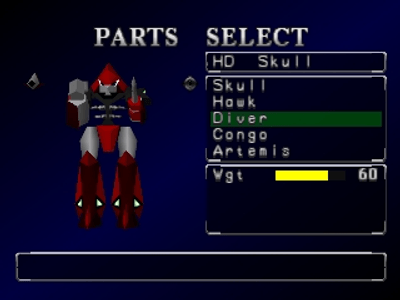 PARTS SELECT
HD Skull
Skull
Hawk
Diver
Congo
Artemis
Wgt 60